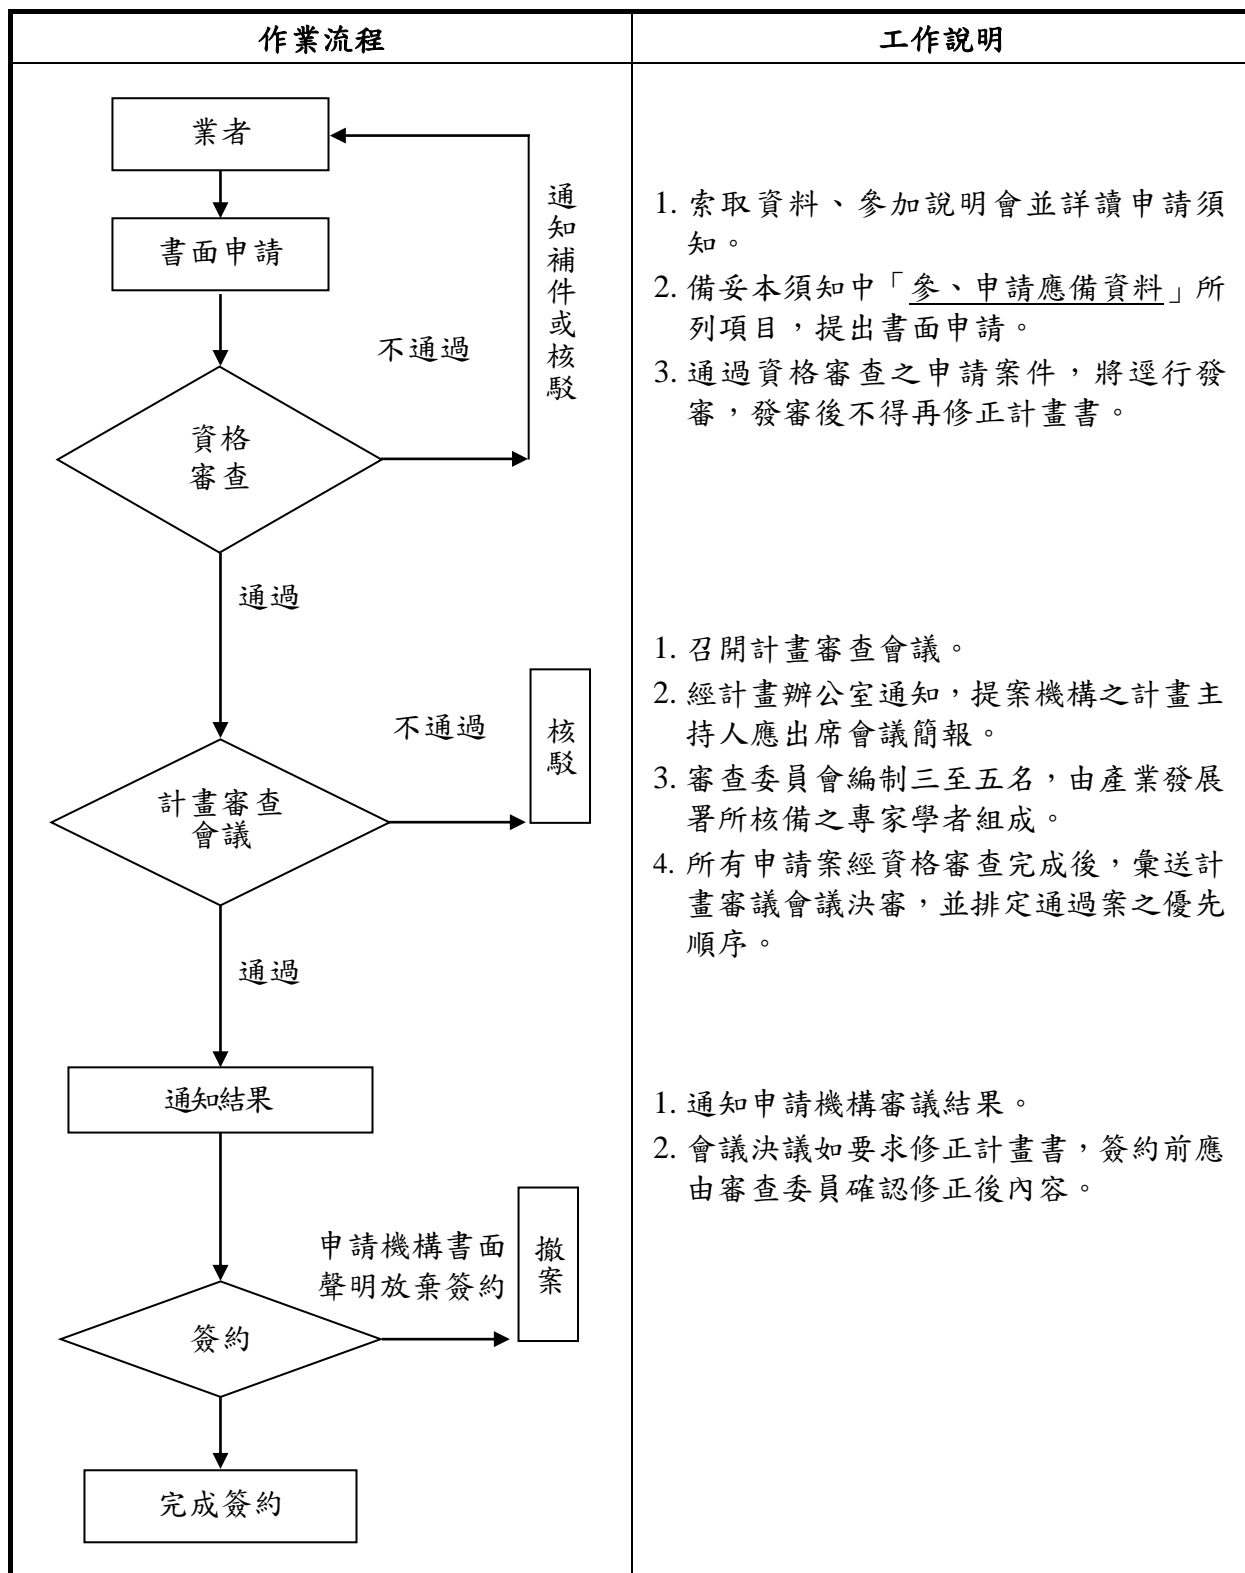 作業流程
工作說明
業者
書面申請
通知補件或核駁
不通過
資格
審查
通過
不通過
核駁
計畫審查
會議
通過
通知結果
申請機構書面
聲明放棄簽約
撤案
簽約
完成簽約
1. 索取資料、參加說明會並詳讀申請須
知。
2. 備妥本須知中「參、申請應備資料」所
列項目，提出書面申請。
3. 通過資格審查之申請案件，將逕行發
審，發審後不得再修正計畫書。
1. 召開計畫審查會議。
2. 經計畫辦公室通知，提案機構之計畫主
持人應出席會議簡報。
3. 審查委員會編制三至五名，由產業發展
署所核備之專家學者組成。
4. 所有申請案經資格審查完成後，彙送計
畫審議會議決審，並排定通過案之優先
順序。
1. 通知申請機構審議結果。
2. 會議決議如要求修正計畫書，簽約前應
由審查委員確認修正後內容。